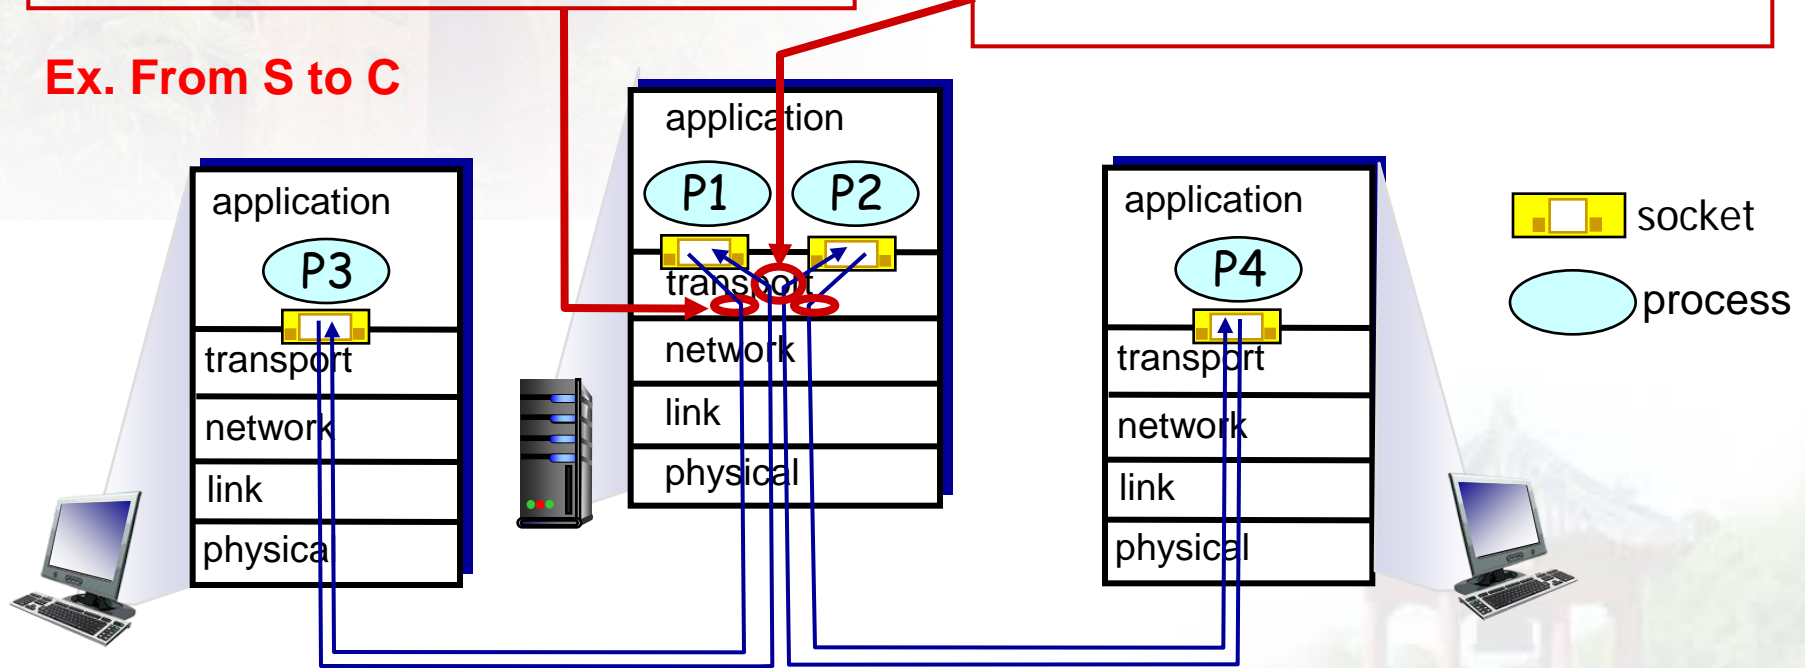 Ex. From S to C
application
P1 P2
transport
network
link
physical
application
P3
transport
network
link
physica
application
P4
transport
network
link
physical
socket
process